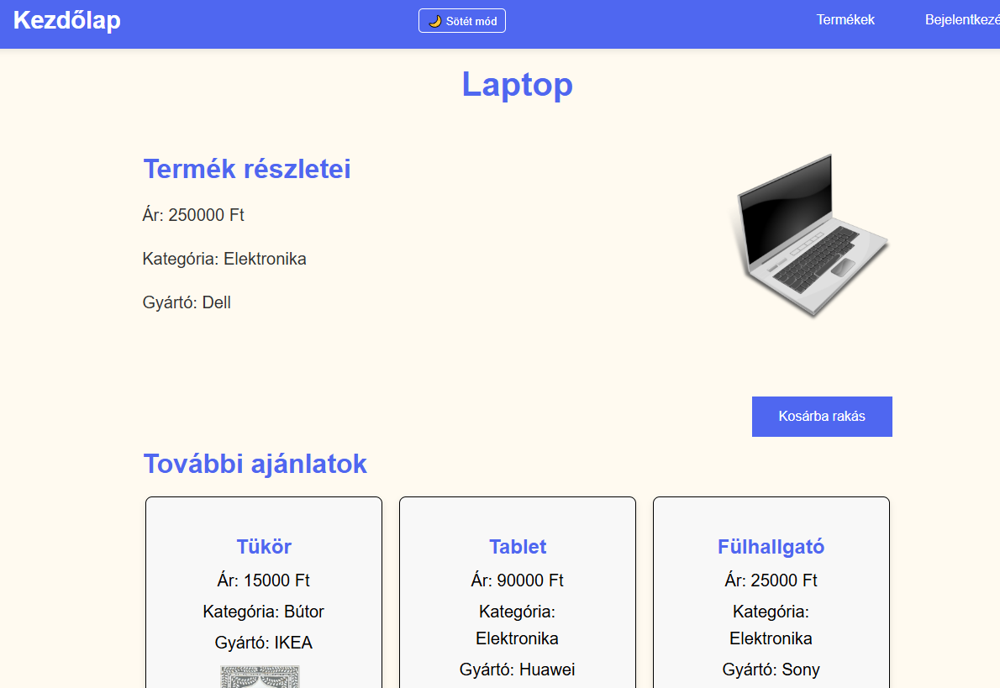 Kezdőlap
🌙 Sötét mód
Termékek
Bejelentkezé
Laptop
Termék részletei
Ár: 250000 Ft
Kategória: Elektronika
Gyártó: Dell
Kosárba rakás
További ajánlatok
Tükör
Ár: 15000 Ft
Kategória: Bútor
Gyártó: IKEA
Tablet
Ár: 90000 Ft
Kategória:
Elektronika
Gyártó: Huawei
Fülhallgató
Ár: 25000 Ft
Kategória:
Elektronika
Gyártó: Sony